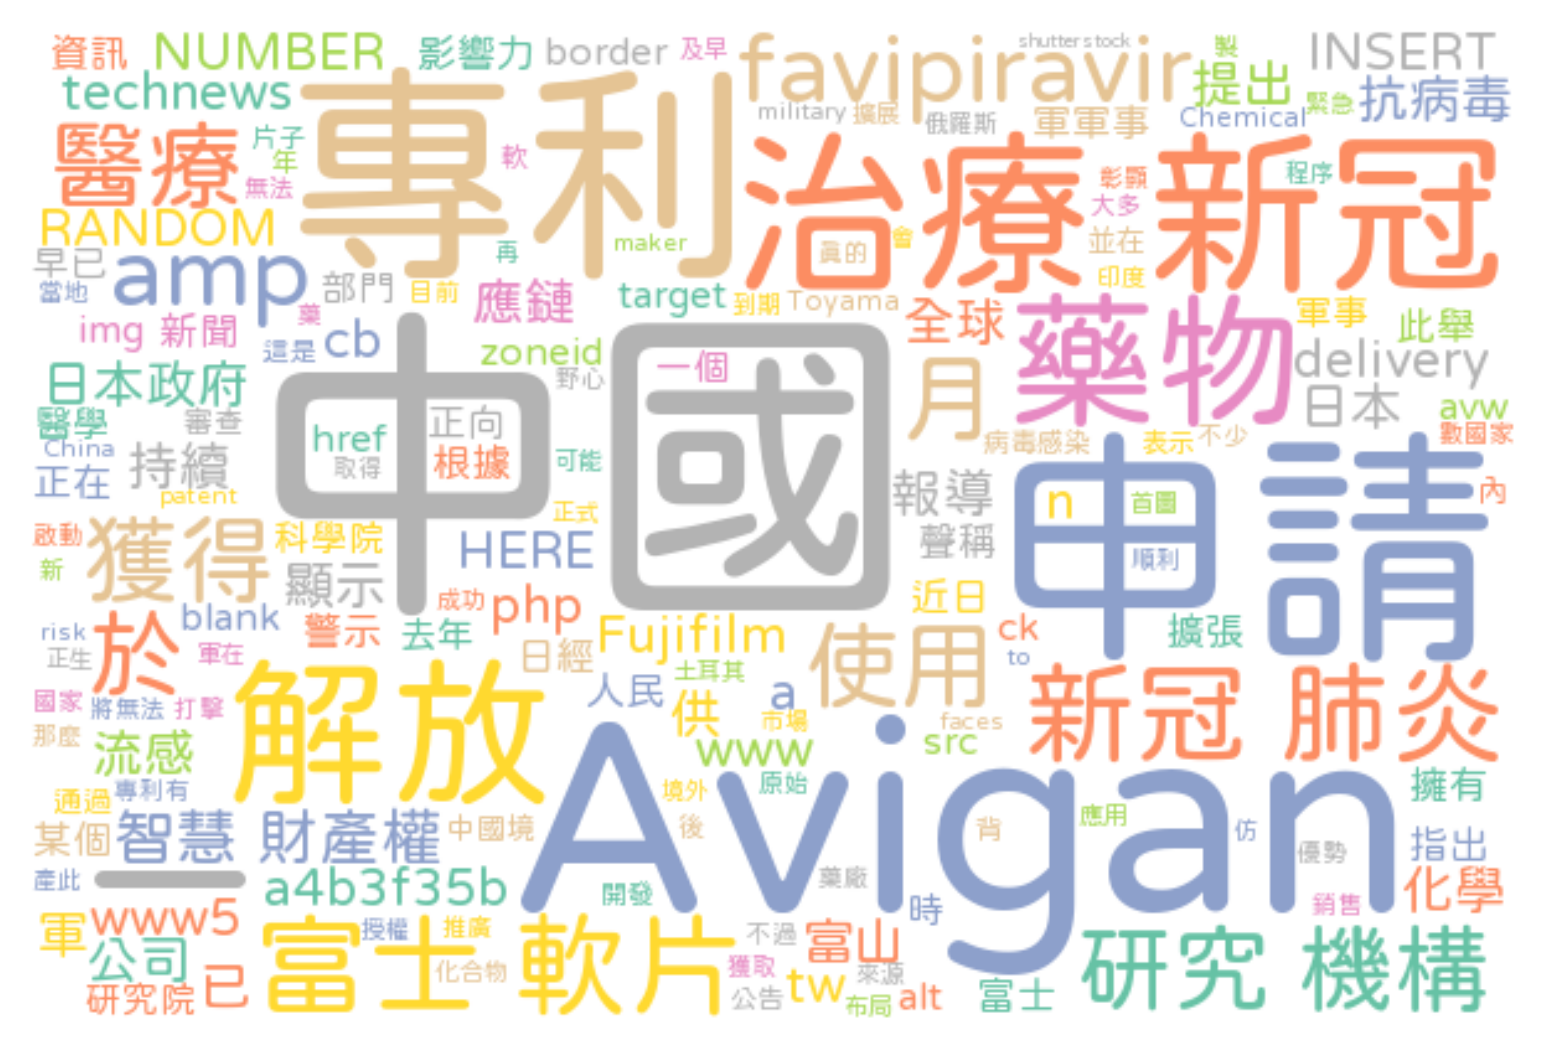 資訊 NUMBER 影響力 border 及早 favipiravir shutterstock 製 INSERT
technews 提出 緊急 抗病毒
military 擴展 俄羅斯 軍軍事 Chemical
醫療 片子 年 無法 專利 軟 治療 新冠 彰顯 程序
RANDOM 大多
早已 amp 部門 再 maker 真的 會 並在
當地 藥 目前 應鏈 target 到期 Toyama 全球 印度 軍事 此舉
img 新聞 這是 cb zoneid 一個 藥物 delivery
日本政府 野心 月 日本 avw
醫學 審查 href 正向 中國 病毒感染 表示 不少 數國家
China 持續 取得 根據 可能 報導 申請 n 首圖 內
正在 patent 正式 聲稱 順利
啟動 獲得 科學院 HERE
新 顯示 成功 php 近日
risk 於 blank 警示 去年 日經 Fujifilm 使用 ck 擴張
正生 軍在 土耳其 to
國家 將無法 打擊 解放 人民 供 a 市場 faces 新冠 肺炎
那麼 流感 www src
通過 專利有 境外 原始 Avigan 擁有
某個 智慧 財產權 中國境 後 背 應用 仿 優勢 指出
產此 一 a4b3f35b 開發 藥廠 化學
軍 www5 授權 推廣 時 銷售
公司 富士 軟片 不過 富山 研究 機構
研究院 已 化合物 獲取 公告 tw 來源 布局 alt 富士